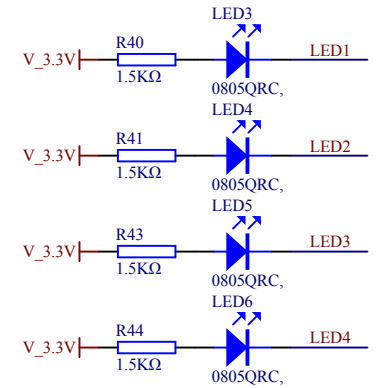 LED3
R40
LED1
V_3.3V
1.5KΩ
0805QRC,
LED4
R41
LED2
V_3.3V
1.5KΩ
0805QRC,
LED5
R43
LED3
V_3.3V
1.5KΩ
0805QRC,
LED6
R44
LED4
V_3.3V
1.5KΩ
0805QRC,